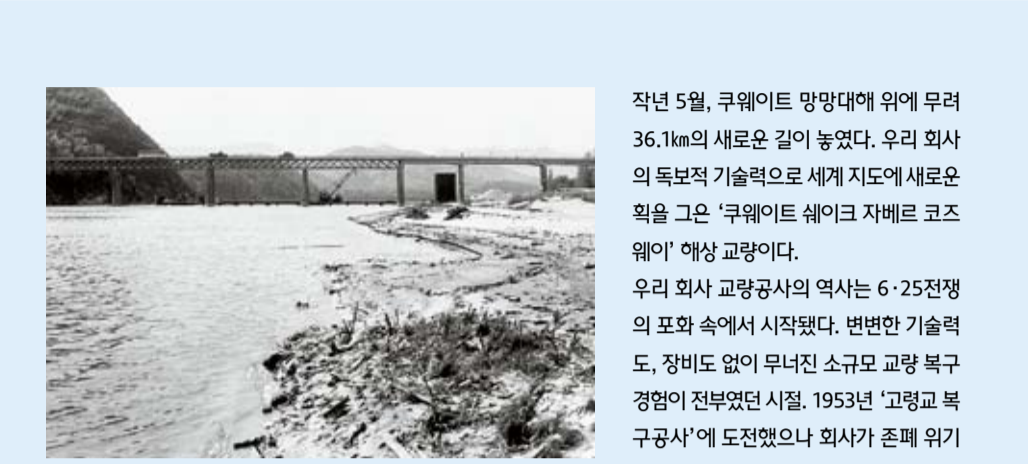 작년 5월, 쿠웨이트 망망대해 위에 무려
36.1㎞의 새로운 길이 놓였다. 우리 회사
의 독보적 기술력으로 세계 지도에 새로운
획을 그은 ‘쿠웨이트 쉐이크 자베르 코즈
웨이’ 해상 교량이다.
우리 회사 교량공사의 역사는 6·25전쟁
의 포화 속에서 시작됐다. 변변한 기술력
도, 장비도 없이 무너진 소규모 교량 복구
경험이 전부였던 시절. 1953년 ‘고령교 복
구공사’에 도전했으나 회사가 존폐 위기